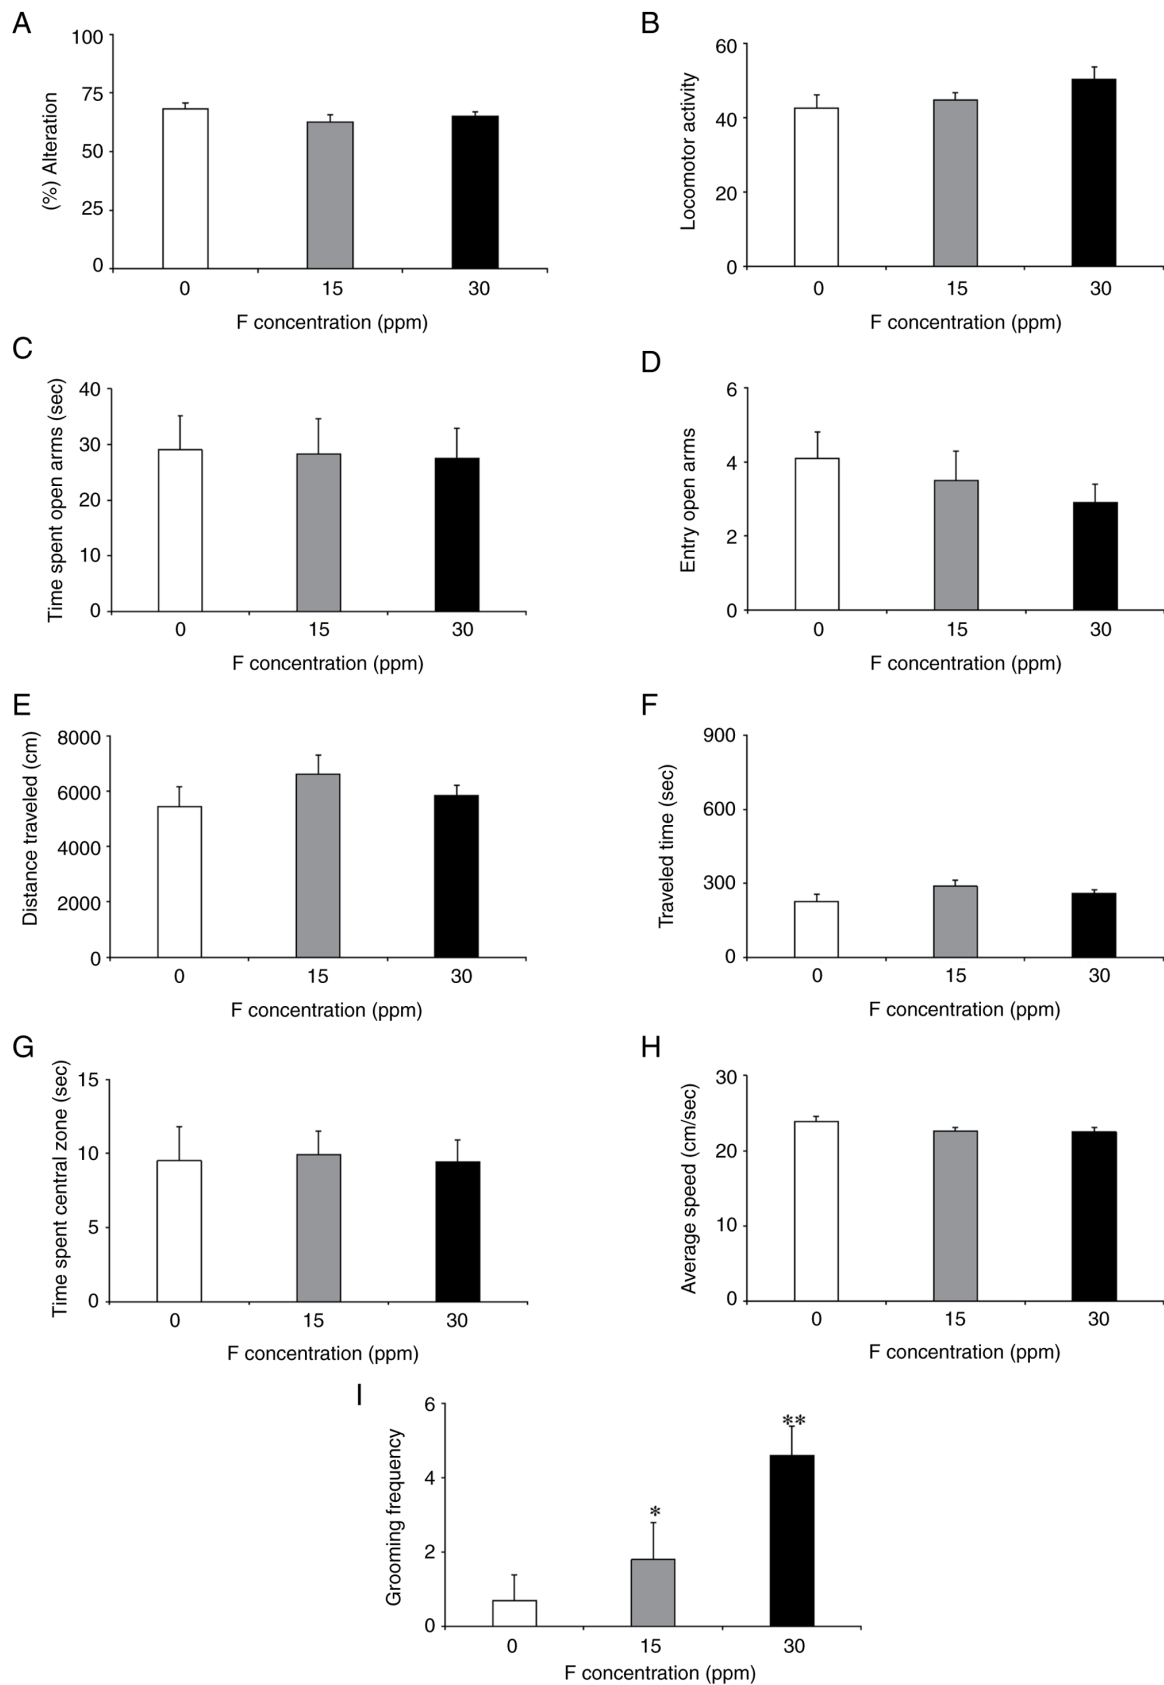 A
(%) Alteration
100
75
50
25
0
0 15 30
F concentration (ppm)
B
Locomotor activity
60
40
20
0
0 15 30
F concentration (ppm)
C
Time spent open arms (sec)
40
30
20
10
0
0 15 30
F concentration (ppm)
D
Entry open arms
6
4
2
0
0 15 30
F concentration (ppm)
E
Distance traveled (cm)
8000
6000
4000
2000
0
0 15 30
F concentration (ppm)
F
Traveled time (sec)
900
600
300
0
0 15 30
F concentration (ppm)
G
Time spent central zone (sec)
15
10
5
0
0 15 30
F concentration (ppm)
H
Average speed (cm/sec)
30
20
10
0
0 15 30
F concentration (ppm)
I
Grooming frequency
6
4
2
0
*
**
0 15 30
F concentration (ppm)